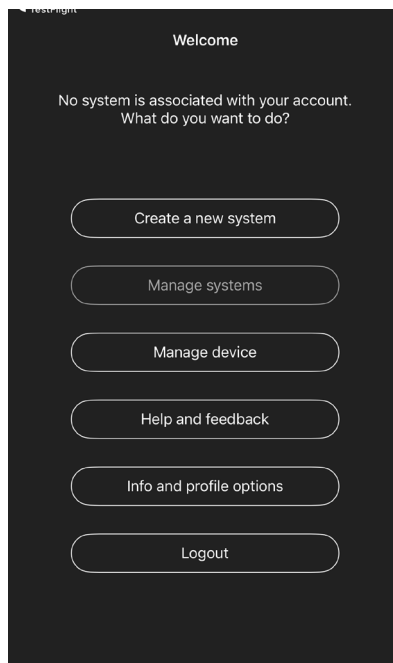 ◀ TestFlight
Welcome
No system is associated with your account.
What do you want to do?
Create a new system
Manage systems
Manage device
Help and feedback
Info and profile options
Logout